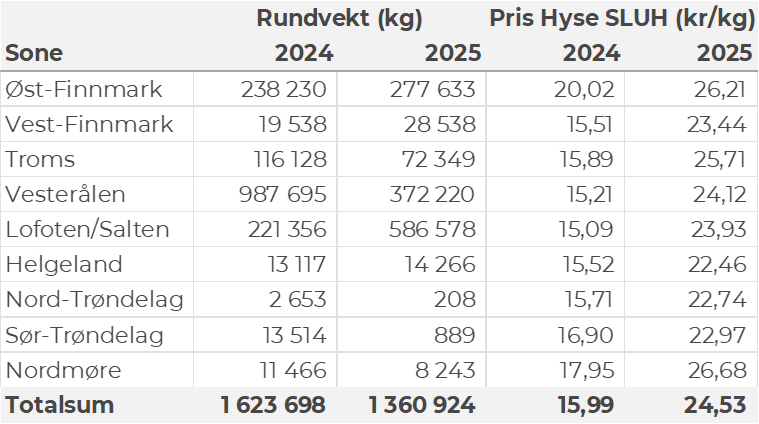 Rundvekt (kg) Pris Hyse SLUH (kr/kg)
Sone 2024 2025 2024 2025
Øst-Finnmark 238 230 277 633 20,02 26,21
Vest-Finnmark 19 538 28 538 15,51 23,44
Troms 116 128 72 349 15,89 25,71
Vesterålen 987 695 372 220 15,21 24,12
Lofoten/Salten 221 356 586 578 15,09 23,93
Helgeland 13 117 14 266 15,52 22,46
Nord-Trøndelag 2 653 208 15,71 22,74
Sør-Trøndelag 13 514 889 16,90 22,97
Nordmøre 11 466 8 243 17,95 26,68
Totalsum 1 623 698 1 360 924 15,99 24,53